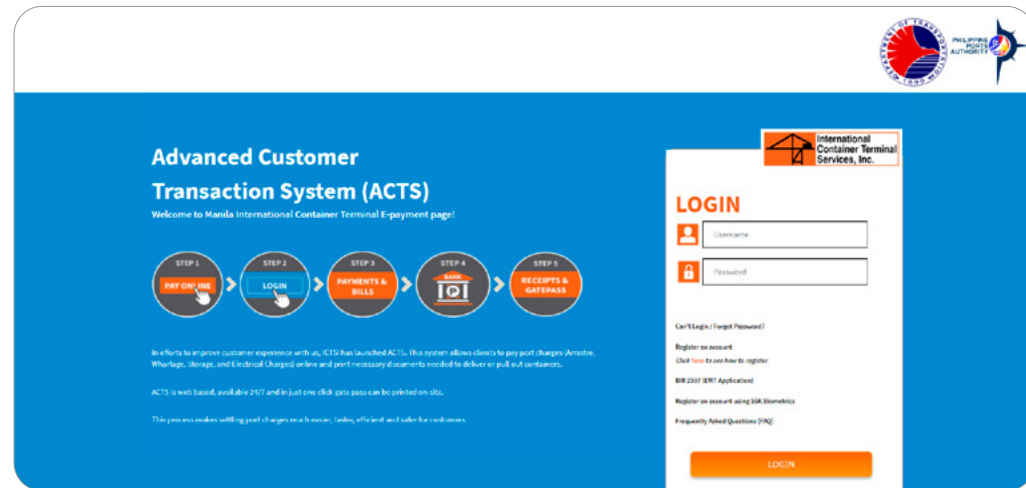 DEPARTMENT OF TRANSPORTATION
1899
PHILIPPINE
PORTS
AUTHORITY
International
Container Terminal
Services, Inc.
Advanced Customer
Transaction System (ACTS)
Welcome to Manila International Container Terminal E-payment page!
STEP 1
PAY ONLINE
STEP 2
LOGIN
STEP 3
PAYMENTS &
BILLS
STEP 4
BANK
P
STEP 5
RECEIPTS &
GATEPASS
In efforts to improve customer experience with us, ICTSI has launched ACTS. This system allows clients to pay port charges (Arrastre,
Wharfage, Storage, and Electrical Charges) online and print necessary documents needed to deliver or pull out containers.
ACTS is web based, available 24/7 and in just one click gate pass can be printed on site.
This process makes settling port charges much easier, faster, efficient and safer for customers.
LOGIN
Username
Password
Can't Login / Forgot Password?
Register an account
Click here to see how to register
BIR 2307 (EWT Application)
Register an account using SSK Biometrics
Frequently Asked Questions (FAQ)
LOGIN